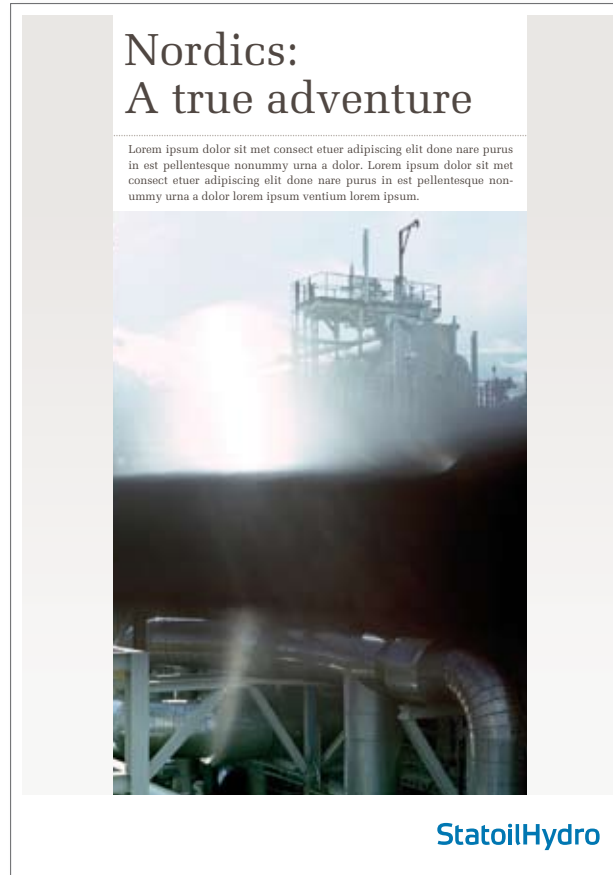 Nordics:
A true adventure
Lorem ipsum dolor sit met consect etuer adipiscing elit done nare purus
in est pellentesque nonummy urna a dolor. Lorem ipsum dolor sit met
consect etuer adipiscing elit done nare purus in est pellentesque non-
ummy urna a dolor lorem ipsum ventium lorem ipsum.
StatoilHydro